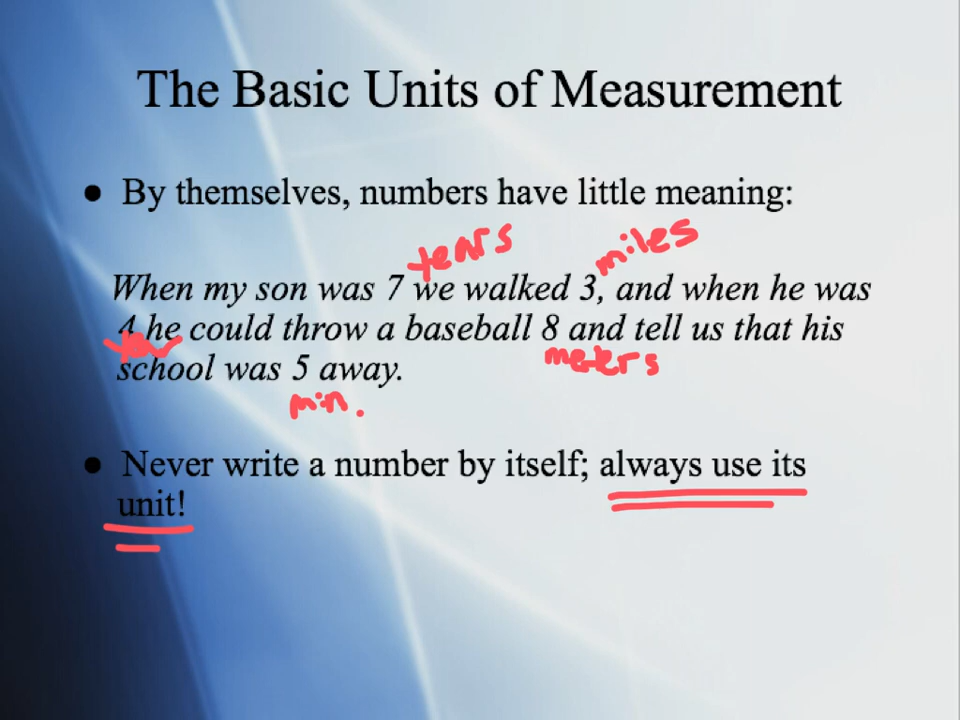 The Basic Units of Measurement
● By themselves, numbers have little meaning:
years miles
When my son was 7 we walked 3, and when he was
4 he could throw a baseball 8 and tell us that his
meters
school was 5 away.
min.
● Never write a number by itself; always use its
unit!